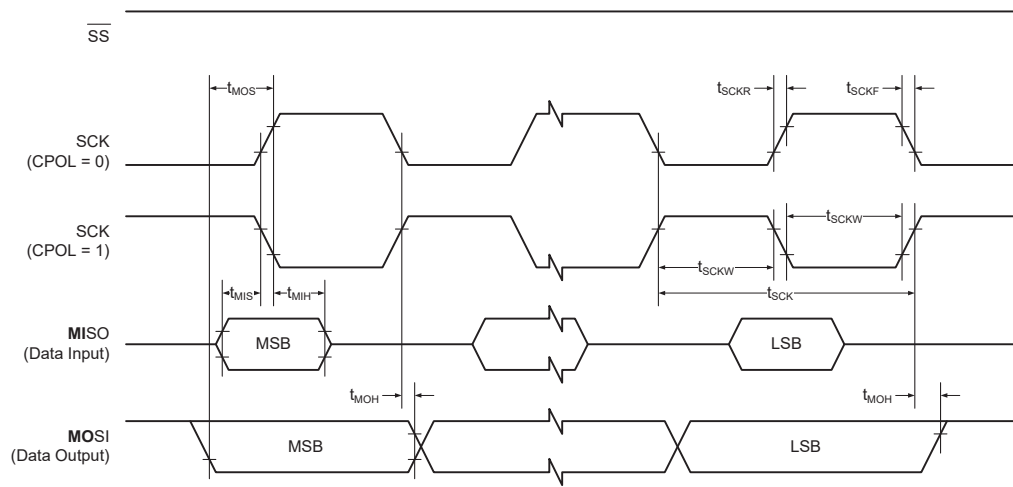 SS
tMOS
tSCKR
tSCKF
SCK
(CPOL = 0)
SCK
(CPOL = 1)
tSCKW
tSCKW
tMIS
tMIH
tSCK
MISO
(Data Input)
MSB
LSB
tMOH
tMOH
MOSI
(Data Output)
MSB
LSB